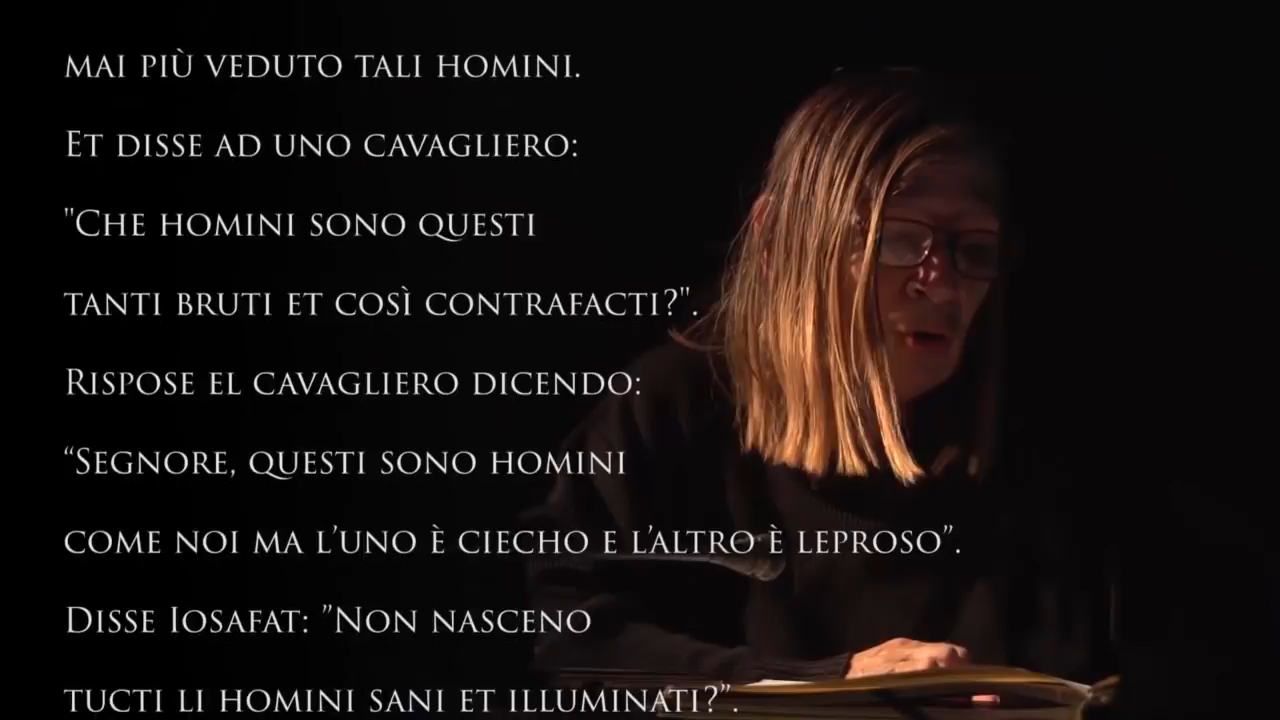 MAI PIÙ VEDUTO TALI HOMINI.
ET DISSE AD UNO CAVAGLIERO:
"CHE HOMINI SONO QUESTI
TANTI BRUTI ET COSÌ CONTRAFACTI?".
RISPOSE EL CAVAGLIERO DICENDO:
“SEGNORE, QUESTI SONO HOMINI
COME NOI MA L’UNO È CIECHO E L’ALTRO È LEPROSO”.
DISSE IOSAFAT: ”NON NASCENO
TUCTI LI HOMINI SANI ET ILLUMINATI?”.